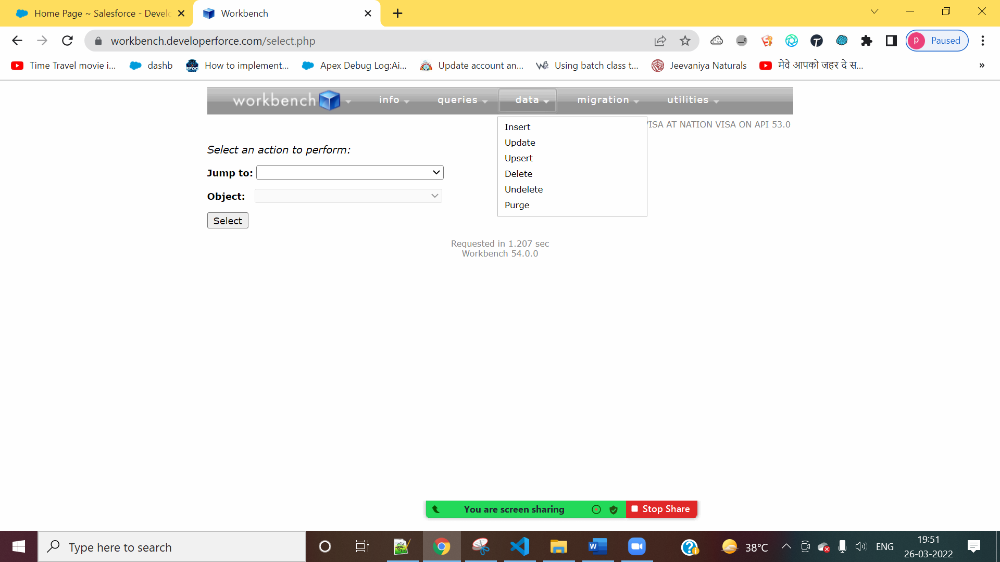 Home Page ~ Salesforce - Develo
Workbench
workbench.developerforce.com/select.php
P Paused
Time Travel movie i...
dashb
SFDC How to implement...
Apex Debug Log:Ai...
Update account an...
Using batch class t...
Jeevaniya Naturals
मेवे आपको जहर दे स...
»
workbench info queries data migration utilities
VISA AT NATION VISA ON API 53.0
Insert
Update
Upsert
Delete
Undelete
Purge
Select an action to perform:
Jump to:
Object:
Select
Requested in 1.207 sec
Workbench 54.0.0
You are screen sharing
Stop Share
Type here to search
38°C
ENG
19:51
26-03-2022